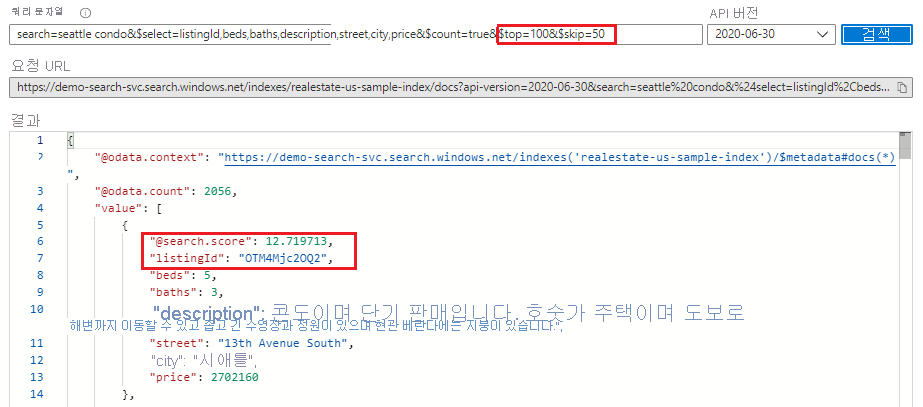 쿼리 문자열 API 버전
search=seattle condo&$select=listingId,beds,baths,description,street,city,price&$count=true&$top=100&$skip=50 2020-06-30 검색
요청 URL
https://demo-search-svc.search.windows.net/indexes/realestate-us-sample-index/docs?api-version=2020-06-30&search=seattle%20condo&%24select=listingId%2Cbeds...
결과
1 {
2 "@odata.context": "https://demo-search-svc.search.windows.net/indexes('realestate-us-sample-index')/$metadata#docs(*)
",
3 "@odata.count": 2056,
4 "value": [
5 {
6 "@search.score": 12.719713,
7 "listingId": "OTM4Mjc2OQ2",
8 "beds": 5,
9 "baths": 3,
10 "description": 콘도이며 단기 판매입니다. 호숫가 주택이며 도보로
해변까지 이동할 수 있고 좁고 긴 수영장과 정원이 있으며 현관 베란다에는 지붕이 있습니다.",
11 "street": "13th Avenue South",
12 "city": "시애틀",
13 "price": 2702160
14 },